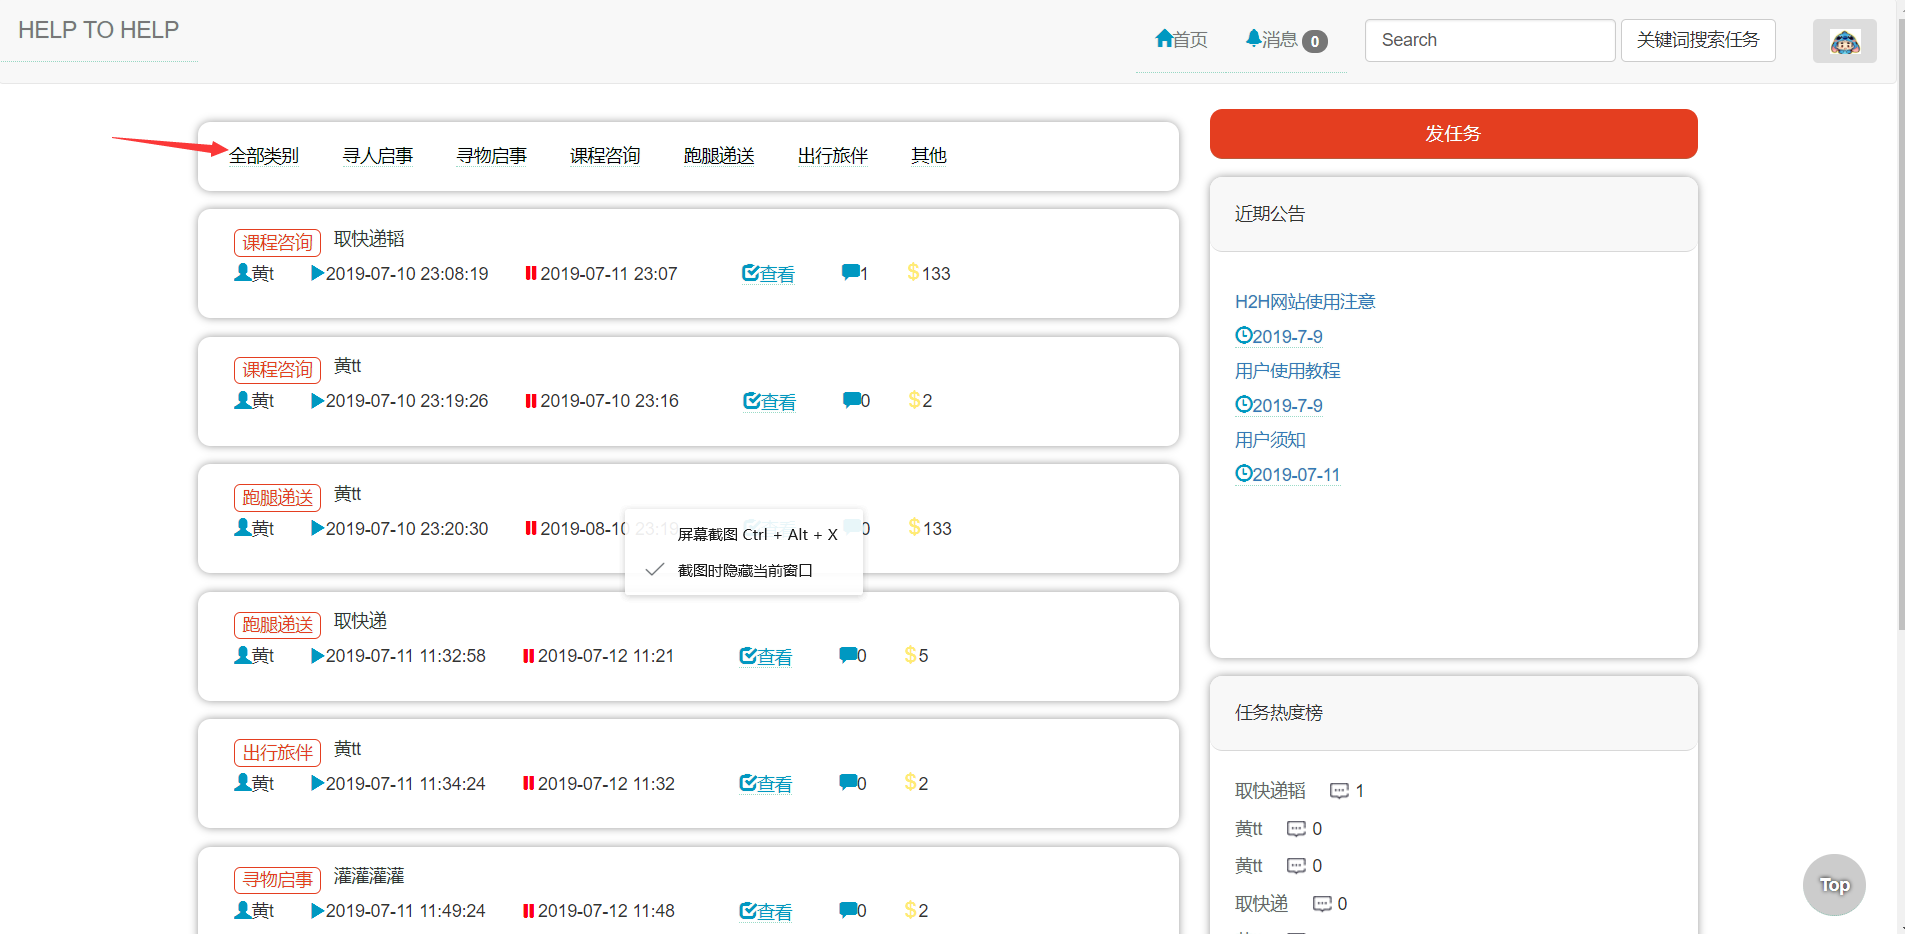 HELP TO HELP
首页 消息 0 Search 关键词搜索任务
全部类别 寻人启事 寻物启事 课程咨询 跑腿递送 出行旅伴 其他
课程咨询 取快递韬
黄t 2019-07-10 23:08:19 2019-07-11 23:07 查看 1 $ 133
课程咨询 黄tt
黄t 2019-07-10 23:19:26 2019-07-10 23:16 查看 0 $ 2
跑腿递送 黄tt
黄t 2019-07-10 23:20:30 2019-08-10 23:19 查看 0 $ 133
屏幕截图 Ctrl + Alt + X
截图时隐藏当前窗口
跑腿递送 取快递
黄t 2019-07-11 11:32:58 2019-07-12 11:21 查看 0 $ 5
出行旅伴 黄tt
黄t 2019-07-11 11:34:24 2019-07-12 11:32 查看 0 $ 2
寻物启事 灌灌灌灌
黄t 2019-07-11 11:49:24 2019-07-12 11:48 查看 0 $ 2
发任务
近期公告
H2H网站使用注意
2019-7-9
用户使用教程
2019-7-9
用户须知
2019-07-11
任务热度榜
取快递韬 1
黄tt 0
黄tt 0
取快递 0
Top